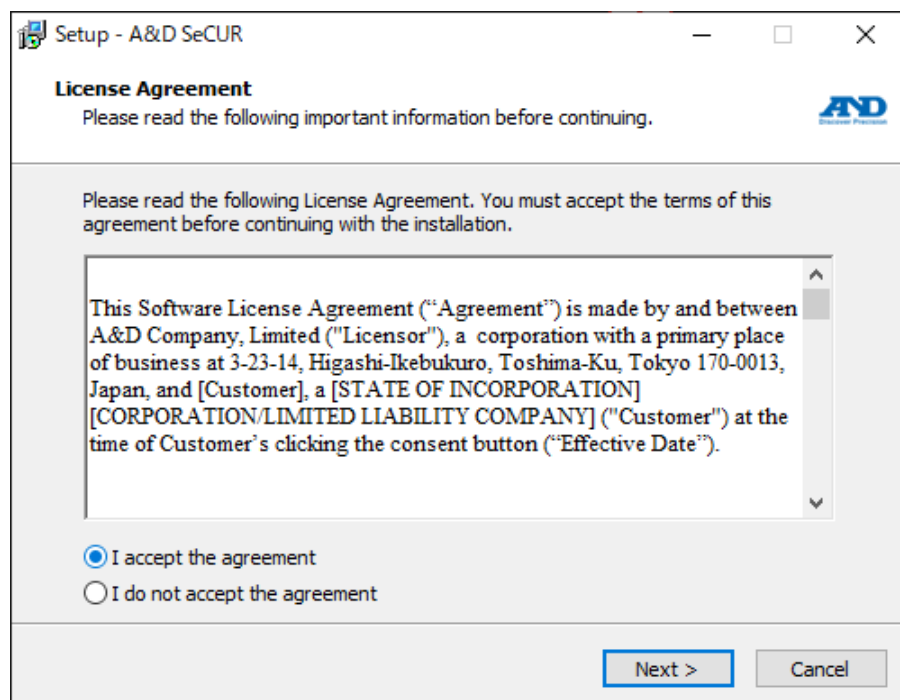 Setup - A&D SeCUR
License Agreement
Please read the following important information before continuing.
AND
Discover Precision
Please read the following License Agreement. You must accept the terms of this
agreement before continuing with the installation.
This Software License Agreement (“Agreement”) is made by and between
A&D Company, Limited ("Licensor"), a  corporation with a primary place
of business at 3-23-14, Higashi-Ikebukuro, Toshima-Ku, Tokyo 170-0013,
Japan, and [Customer], a [STATE OF INCORPORATION]
[CORPORATION/LIMITED LIABILITY COMPANY] ("Customer") at the
time of Customer’s clicking the consent button (“Effective Date”).
I accept the agreement
I do not accept the agreement
Next >
Cancel